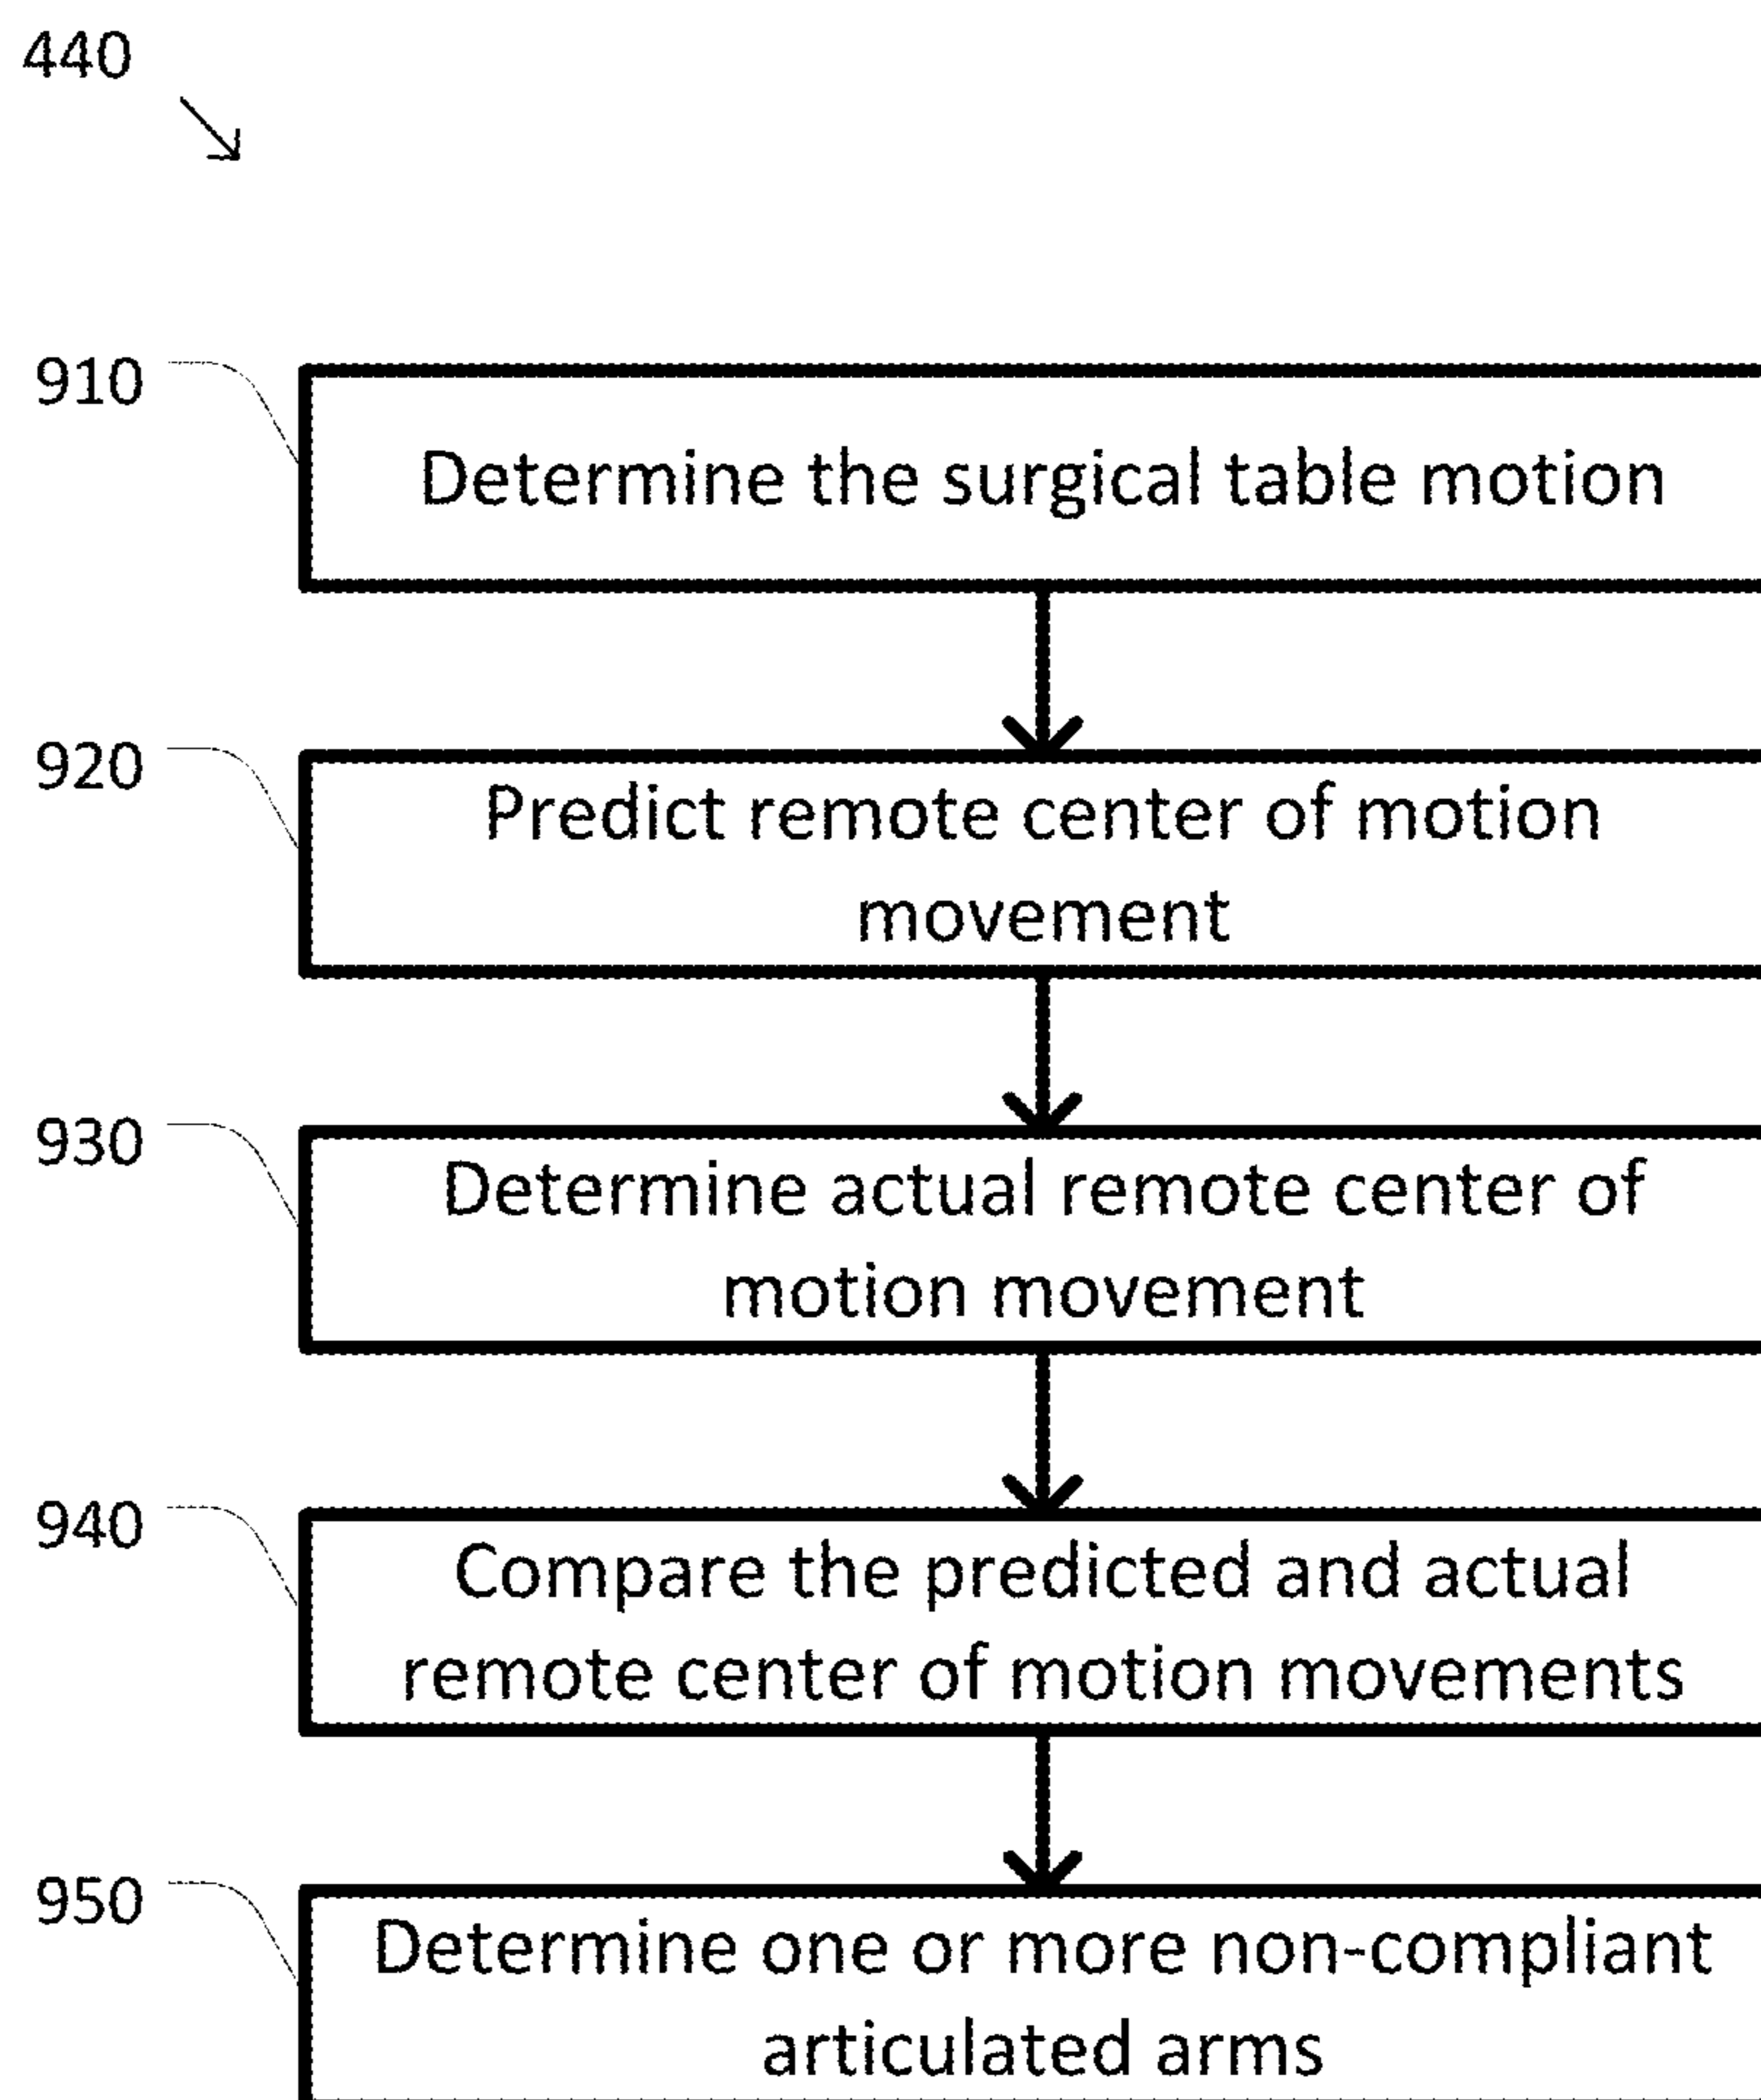 440
910
Determine the surgical table motion
920
Predict remote center of motion
movement
930
Determine actual remote center of
motion movement
940
Compare the predicted and actual
remote center of motion movements
950
Determine one or more non-compliant
articulated arms